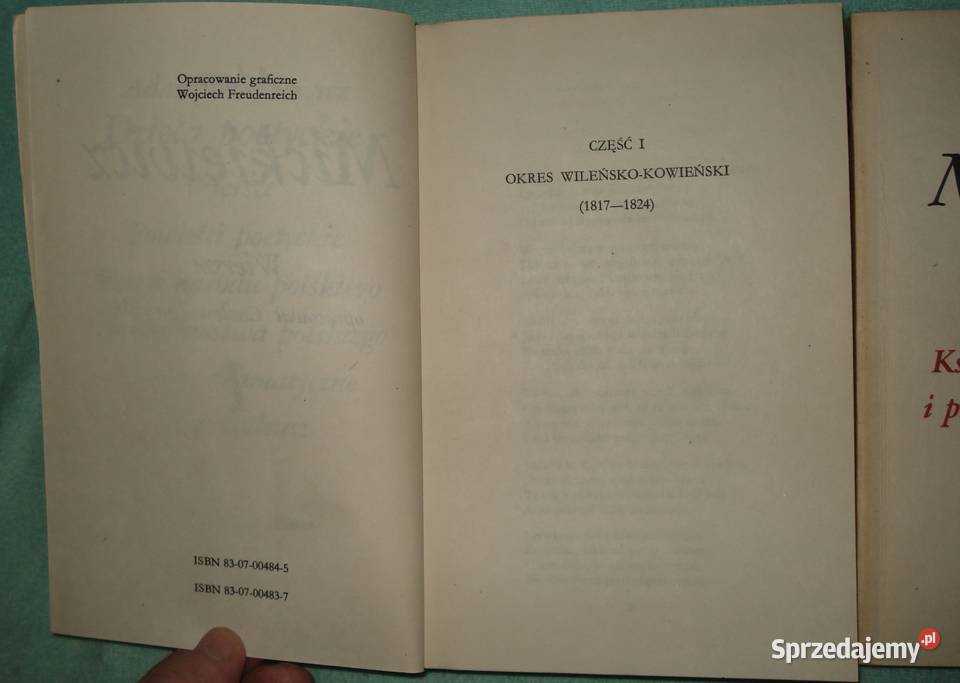 Opracowanie graficzne
Wojciech Freudenreich
ISBN 83-07-00484-5
ISBN 83-07-00483-7
CZĘŚĆ I
OKRES WILEŃSKO-KOWIEŃSKI
(1817—1824)
i p
Sprzedajemy.pl